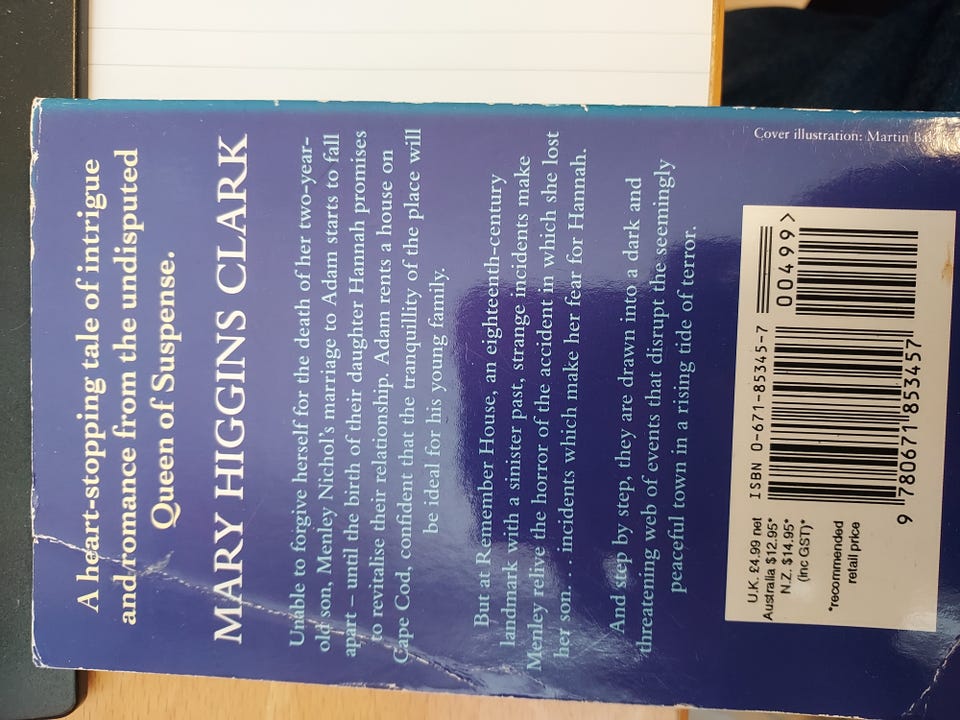 A heart-stopping tale of intrigue
and romance from the undisputed
Queen of Suspense.
MARY HIGGINS CLARK
Unable to forgive herself for the death of her two-year-
old son, Menley Nichol's marriage to Adam starts to fall
apart – until the birth of their daughter Hannah promises
to revitalise their relationship. Adam rents a house on
Cape Cod, confident that the tranquillity of the place will
be ideal for his young family.
But at Remember House, an eighteenth-century
landmark with a sinister past, strange incidents make
Menley relive the horror of the accident in which she lost
her son. . . incidents which make her fear for Hannah.
And step by step, they are drawn into a dark and
threatening web of events that disrupt the seemingly
peaceful town in a rising tide of terror.
Cover illustration: Martin
U.K. £4.99 net
Australia $12.95*
N.Z. $14.95*
(inc GST)*
*recommended
retail price
ISBN 0-671-85345-7
00499>
9 780671 853457